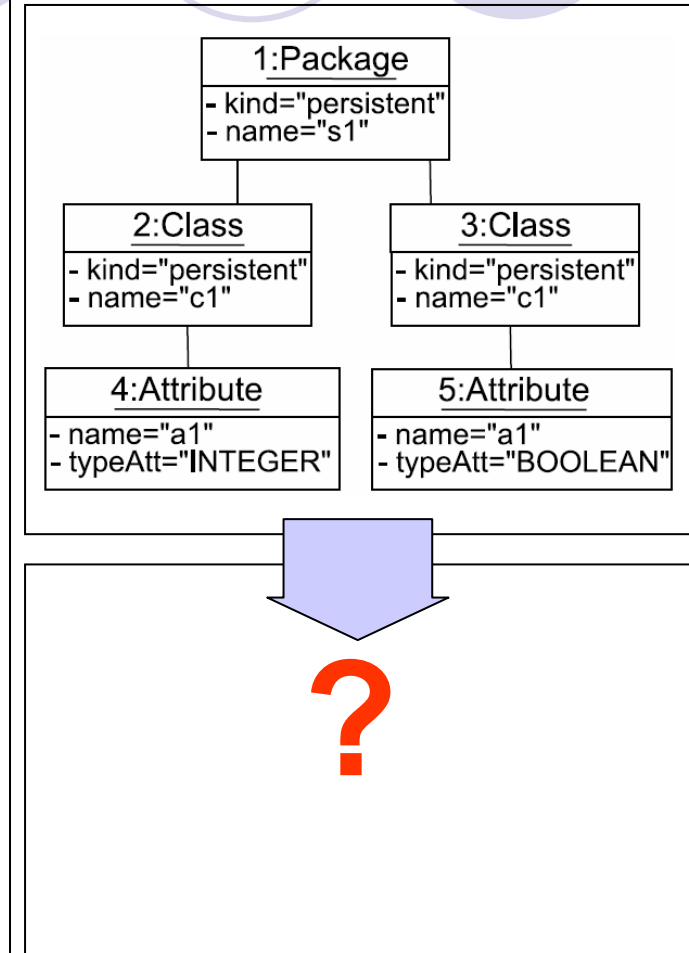 1:Package
- kind="persistent"
- name="s1"
2:Class
- kind="persistent"
- name="c1"
3:Class
- kind="persistent"
- name="c1"
4:Attribute
- name="a1"
- typeAtt="INTEGER"
5:Attribute
- name="a1"
- typeAtt="BOOLEAN"
?